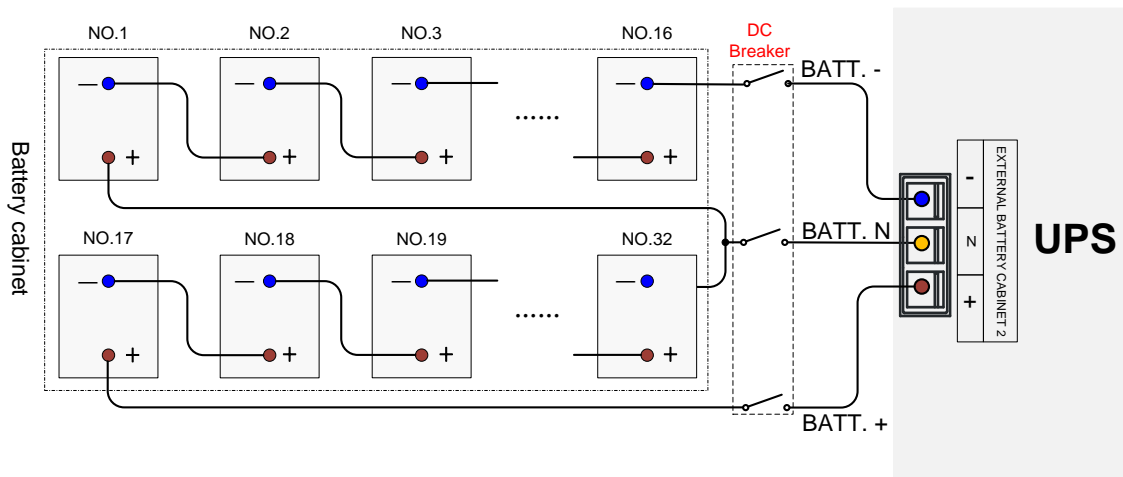 NO.1
NO.2
NO.3
NO.16
DC
Breaker
— + — + — + ...... — +
BATT. -
Battery cabinet
NO.17
NO.18
NO.19
NO.32
— + — + — + ...... — +
BATT. N
BATT. +
- N +
EXTERNAL BATTERY CABINET 2
UPS